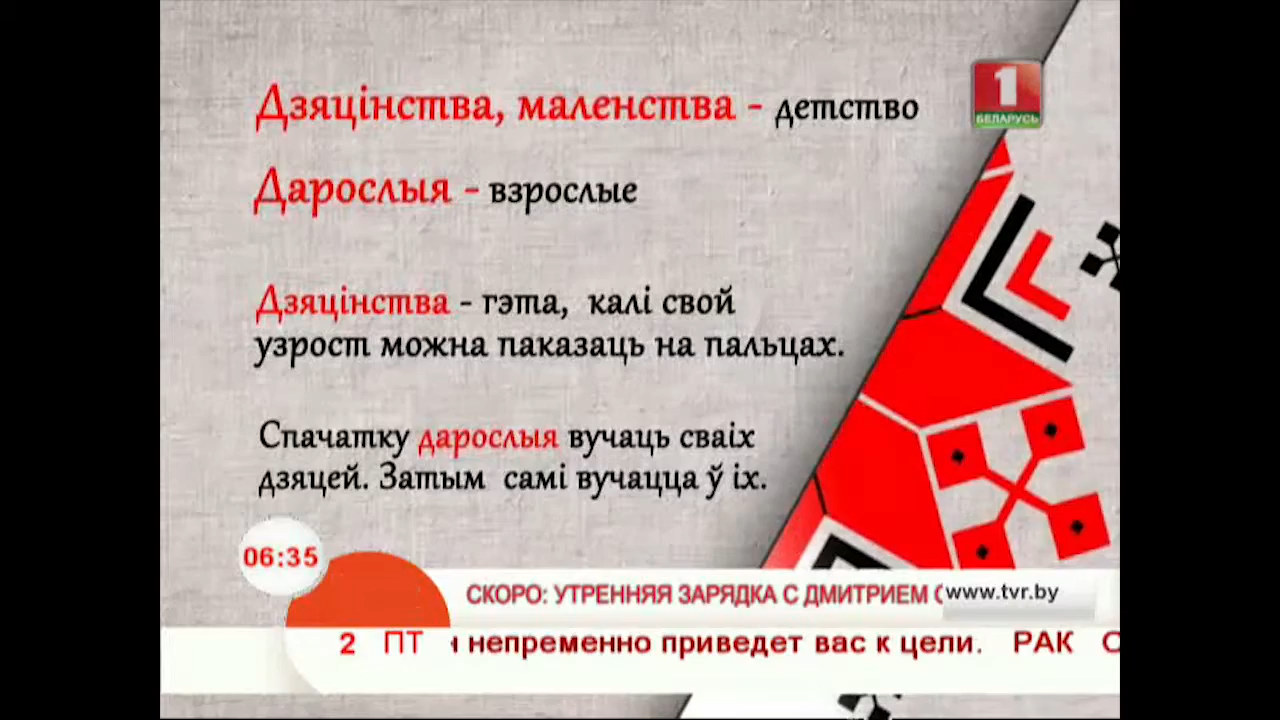 Дзяцінства, маленства - детство
1
БЕЛАРУСЬ
Дарослыя - взрослые
Дзяцінства - гэта, калі свой
узрост можна паказаць на пальцах.
Спачатку дарослыя вучаць сваіх
дзяцей. Затым самі вучацца ў іх.
06:35
СКОРО: УТРЕННЯЯ ЗАРЯДКА С ДМИТРИЕМ
www.tvr.by
2 ПТ непременно приведет вас к цели. РАК